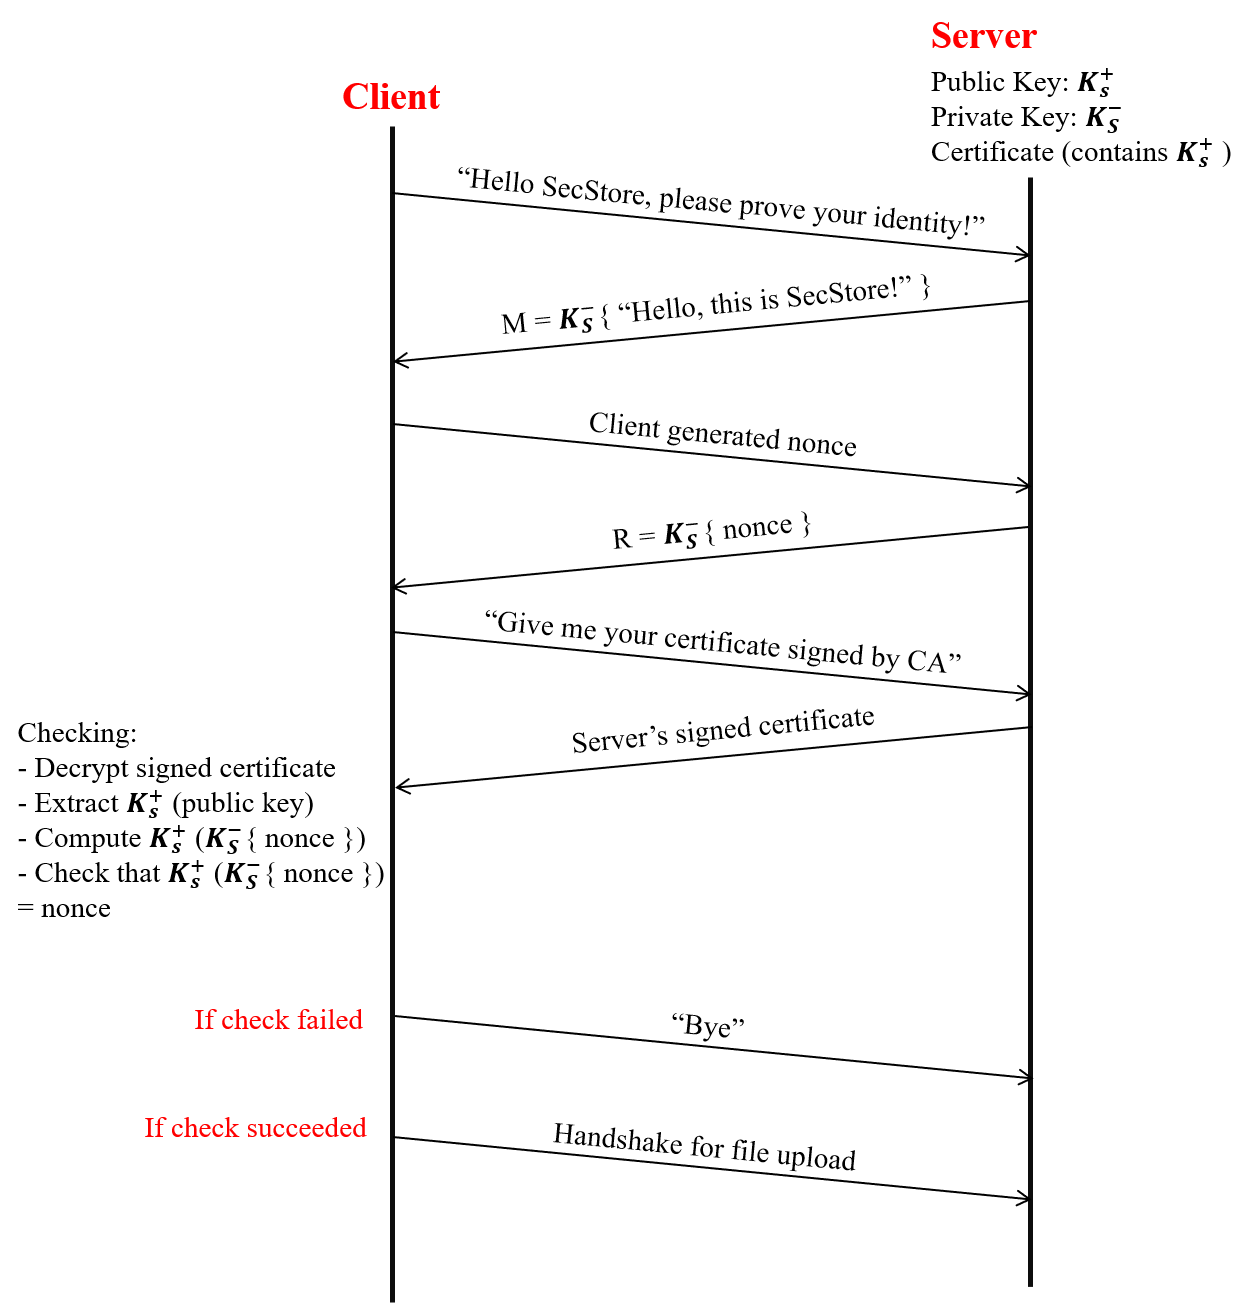 Server
Public Key: K_s^+
Private Key: K_S^-
Certificate (contains K_s^+ )
Client
“Hello SecStore, please prove your identity!”
M = K_S^- { “Hello, this is SecStore!” }
Client generated nonce
R = K_S^- { nonce }
“Give me your certificate signed by CA”
Server’s signed certificate
Checking:
- Decrypt signed certificate
- Extract K_s^+ (public key)
- Compute K_s^+ (K_S^- { nonce })
- Check that K_s^+ (K_S^- { nonce })
= nonce
If check failed
“Bye”
If check succeeded
Handshake for file upload